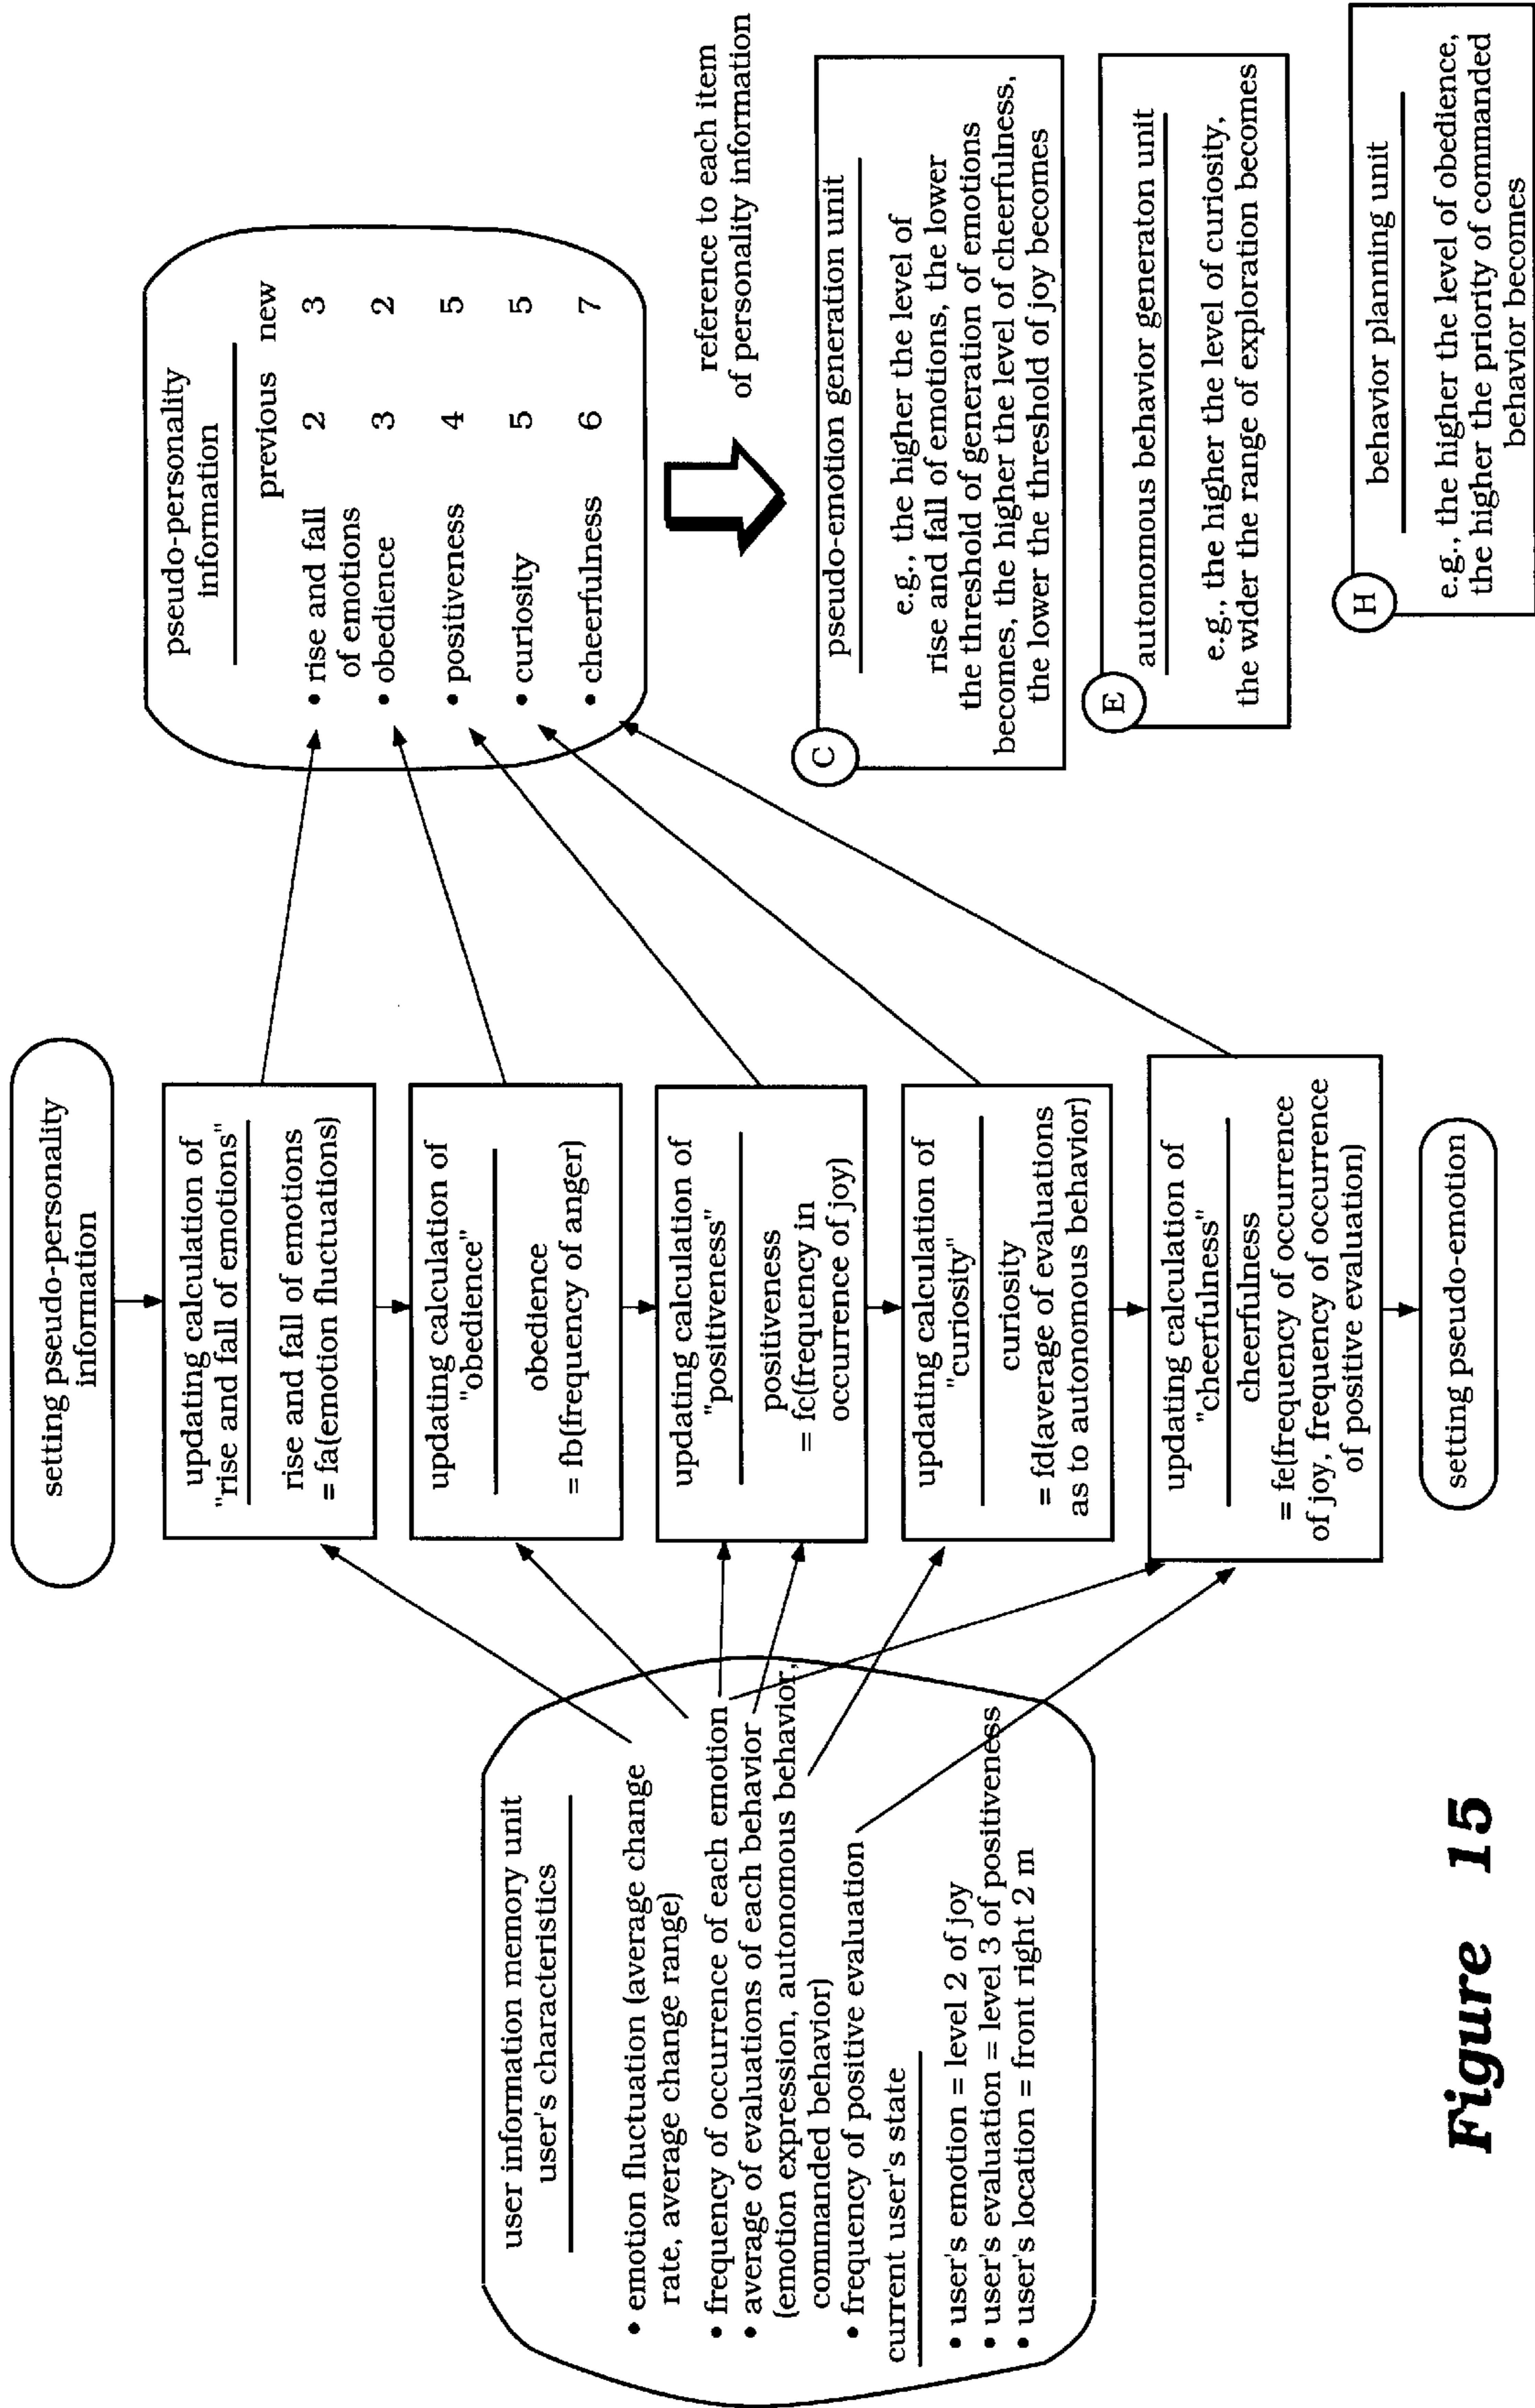 user information memory unit
user's characteristics
• emotion fluctuation (average change
rate, average change range)
• frequency of occurrence of each emotion
• average of evaluations of each behavior
(emotion expression, autonomous behavior,
commanded behavior)
• frequency of positive evaluation
current user's state
• user's emotion = level 2 of joy
• user's evaluation = level 3 of positiveness
• user's location = front right 2 m
setting pseudo-personality
information
updating calculation of
"rise and fall of emotions"
rise and fall of emotions
= fa(emotion fluctuations)
updating calculation of
"obedience"
obedience
= fb(frequency of anger)
updating calculation of
"positiveness"
positiveness
= fc(frequency in
occurrence of joy)
updating calculation of
"curiosity"
curiosity
= fd(average of evaluations
as to autonomous behavior)
updating calculation of
"cheerfulness"
cheerfulness
= fe(frequency of occurrence
of joy, frequency of occurrence
of positive evaluation)
setting pseudo-emotion
pseudo-personality
information
previous new
• rise and fall 2 3
of emotions
• obedience 3 2
• positiveness 4 5
• curiosity 5 5
• cheerfulness 6 7
reference to each item
of personality information
C
pseudo-emotion generation unit
e.g., the higher the level of
rise and fall of emotions, the lower
the threshold of generation of emotions
becomes, the higher the level of cheerfulness,
the lower the threshold of joy becomes
E
autonomous behavior generaton unit
e.g., the higher the level of curiosity,
the wider the range of exploration becomes
H
behavior planning unit
e.g., the higher the level of obedience,
the higher the priority of commanded
behavior becomes
Figure 15